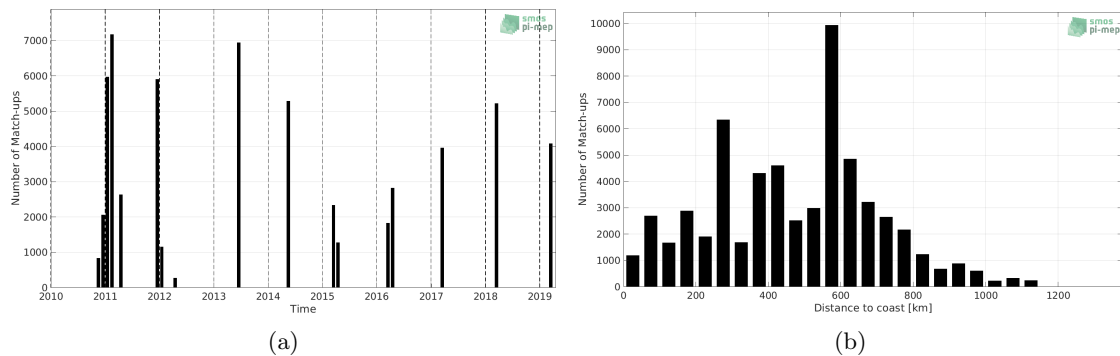 smos
pi-mep
7000
6000
5000
4000
3000
2000
1000
0
Number of Match-ups
2010 2011 2012 2013 2014 2015 2016 2017 2018 2019
Time
(a)
smos
pi-mep
10000
9000
8000
7000
6000
5000
4000
3000
2000
1000
0
Number of Match-ups
0 200 400 600 800 1000 1200
Distance to coast [km]
(b)